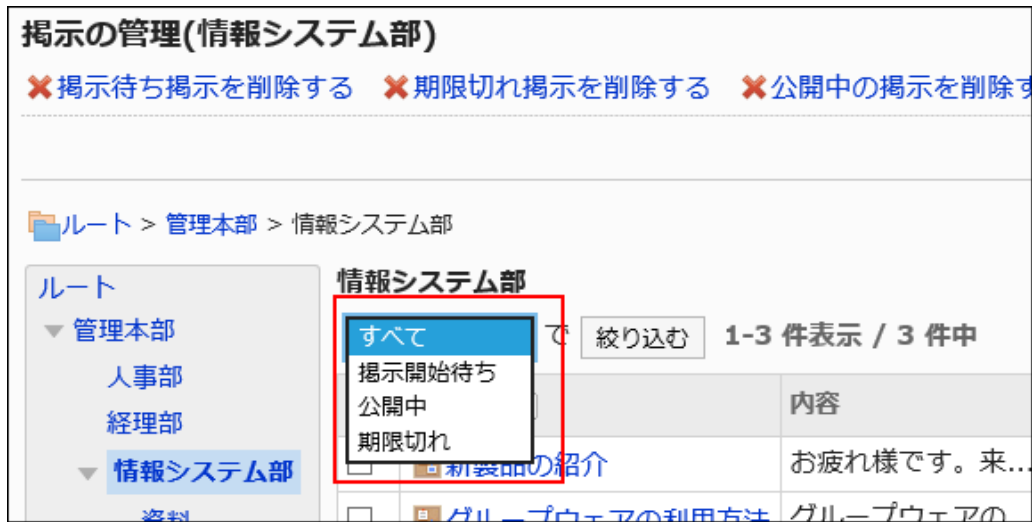 掲示の管理(情報システム部)
掲示待ち掲示を削除する 期限切れ掲示を削除する 公開中の掲示を削除す
ルート > 管理本部 > 情報システム部
ルート
管理本部
人事部
経理部
情報システム部
資料
情報システム部
すべて で 絞り込む 1-3 件表示 / 3 件中
掲示開始待ち
公開中
期限切れ
内容
新製品の紹介 お疲れ様です。来...
グループウェアの利用方法 グループウェアの